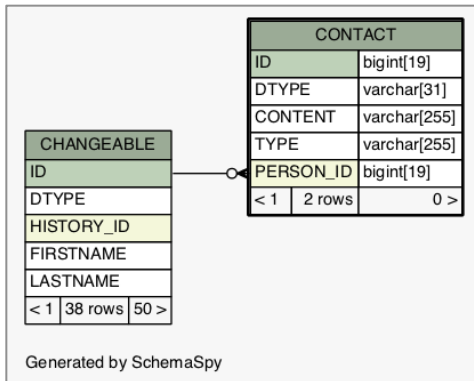 CONTACT
ID bigint[19]
DTYPE varchar[31]
CONTENT varchar[255]
TYPE varchar[255]
PERSON_ID bigint[19]
< 1 2 rows 0 >
CHANGEABLE
ID
DTYPE
HISTORY_ID
FIRSTNAME
LASTNAME
< 1 38 rows 50 >
Generated by SchemaSpy